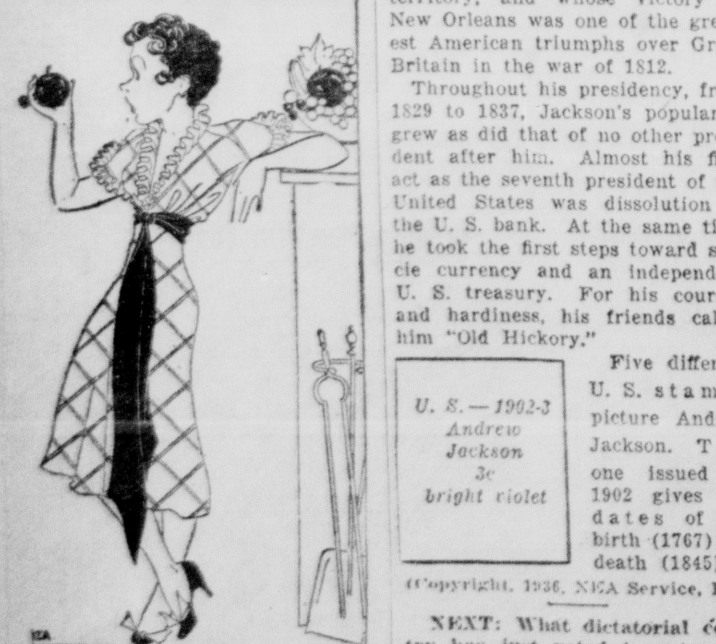 territory, and whose victory
New Orleans was one of the gre
est American triumphs over Gr
Britain in the war of 1812.
Throughout his presidency, fr
1829 to 1837, Jackson's popular
grew as did that of no other pre
dent after him. Almost his fi
act as the seventh president of
United States was dissolution
the U. S. bank. At the same ti
he took the first steps toward s
cie currency and an independ
U. S. treasury. For his cour
and hardiness, his friends cal
him "Old Hickory."
Five differ
U. S. stam
picture And
Jackson. T
one issued
1902 gives
dates of
birth (1767)
death (1845)
U. S.—1902-3
Andrew
Jackson
3c
bright violet
(Copyright, 1936, NEA Service, I
NEXT: What dictatorial
NEA